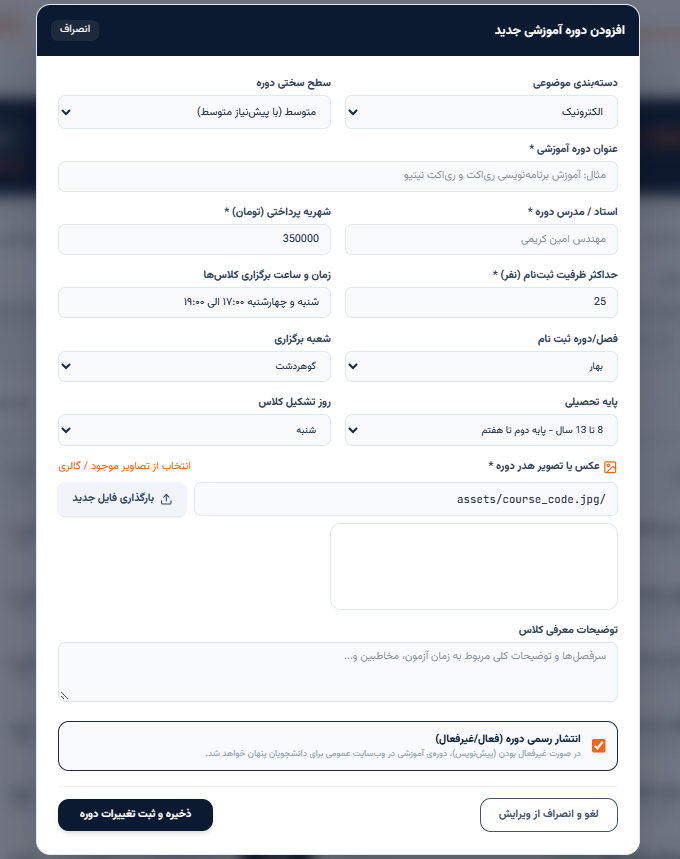 افزودن دوره آموزشی جدید
انصراف
دسته‌بندی موضوعی
سطح سختی دوره
الکترونیک
متوسط (با پیش‌نیاز متوسط)
عنوان دوره آموزشی *
مثال: آموزش برنامه‌نویسی ری‌اکت و ری‌اکت نیتیو
استاد / مدرس دوره *
شهریه پرداختی (تومان) *
مهندس امین کریمی
350000
حداکثر ظرفیت ثبت‌نام (نفر) *
زمان و ساعت برگزاری کلاس‌ها
25
شنبه و چهارشنبه ۱۷:۰۰ الی ۱۹:۰۰
فصل/دوره ثبت نام
شعبه برگزاری
بهار
گوهردشت
پایه تحصیلی
روز تشکیل کلاس
8 تا 13 سال - پایه دوم تا هفتم
شنبه
عکس یا تصویر هدر دوره *
انتخاب از تصاویر موجود / گالری
assets/course_code.jpg/
بارگذاری فایل جدید
توضیحات معرفی کلاس
سرفصل‌ها و توضیحات کلی مربوط به زمان آزمون، مخاطبین و...
انتشار رسمی دوره (فعال/غیرفعال)
در صورت غیرفعال بودن (پیش‌نویس)، دوره‌ی آموزشی در وب‌سایت عمومی برای دانشجویان پنهان خواهد شد.
لغو و انصراف از ویرایش
ذخیره و ثبت تغییرات دوره